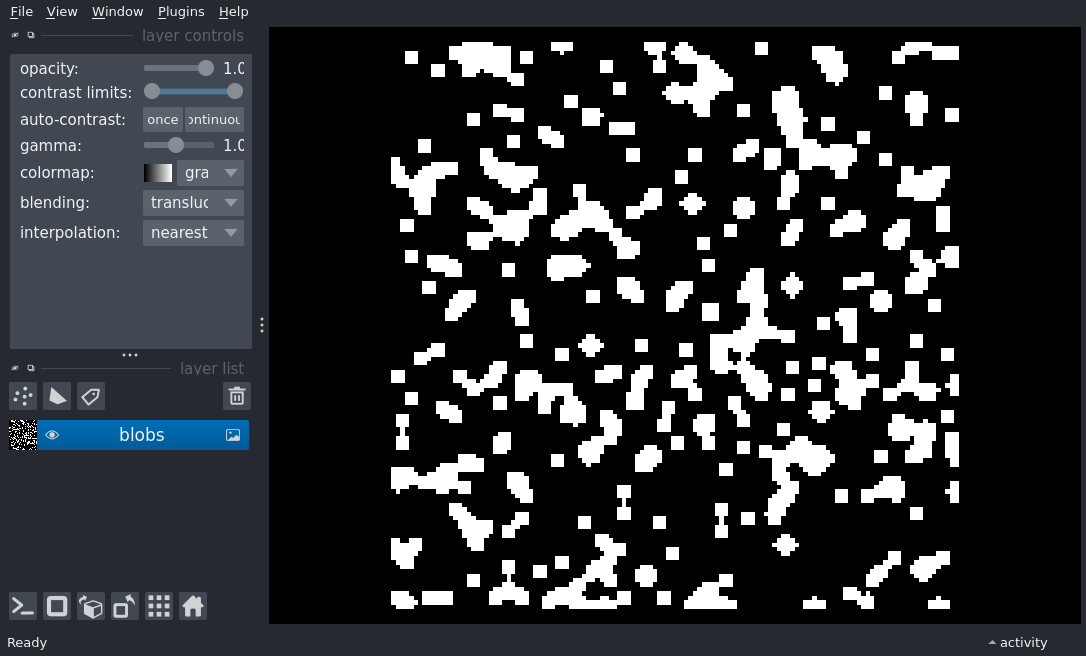 File View Window Plugins Help
layer controls
opacity: 1.0
contrast limits:
auto-contrast: once ontinuou
gamma: 1.0
colormap: gra
blending: transluc
interpolation: nearest
layer list
blobs
Ready
activity